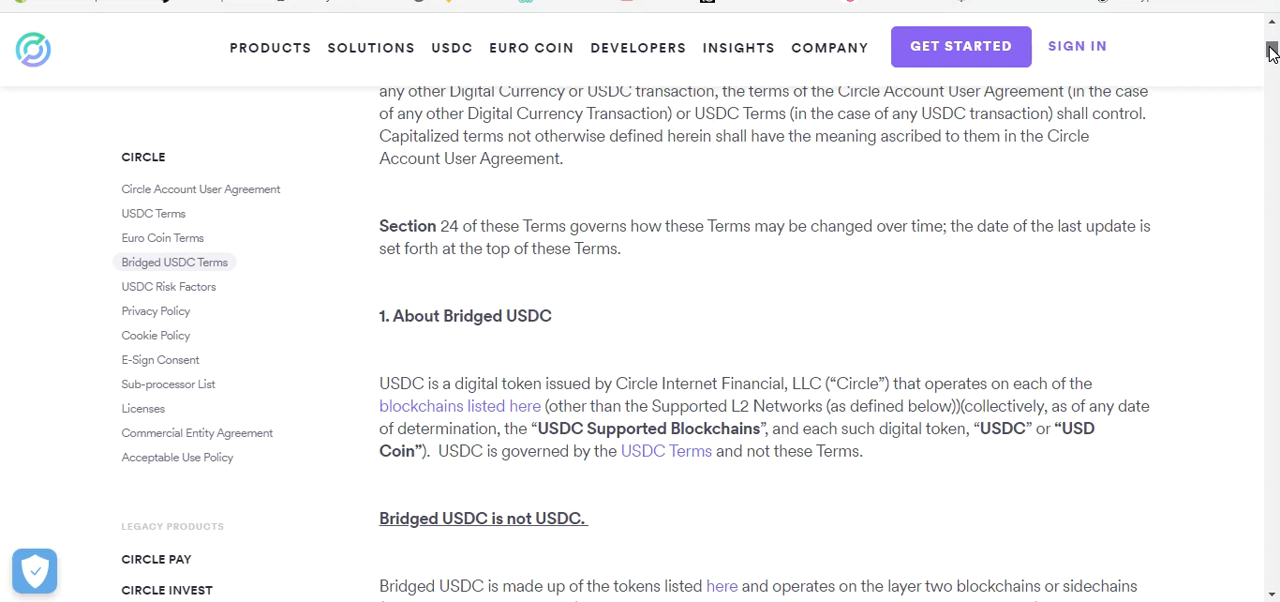 PRODUCTS SOLUTIONS USDC EURO COIN DEVELOPERS INSIGHTS COMPANY GET STARTED SIGN IN
CIRCLE
Circle Account User Agreement
USDC Terms
Euro Coin Terms
Bridged USDC Terms
USDC Risk Factors
Privacy Policy
Cookie Policy
E-Sign Consent
Sub-processor List
Licenses
Commercial Entity Agreement
Acceptable Use Policy
LEGACY PRODUCTS
CIRCLE PAY
CIRCLE INVEST
any other Digital Currency or USDC transaction, the terms of the Circle Account User Agreement (in the case
of any other Digital Currency Transaction) or USDC Terms (in the case of any USDC transaction) shall control.
Capitalized terms not otherwise defined herein shall have the meaning ascribed to them in the Circle
Account User Agreement.
Section 24 of these Terms governs how these Terms may be changed over time; the date of the last update is
set forth at the top of these Terms.
1. About Bridged USDC
USDC is a digital token issued by Circle Internet Financial, LLC (“Circle”) that operates on each of the
blockchains listed here (other than the Supported L2 Networks (as defined below))(collectively, as of any date
of determination, the “USDC Supported Blockchains”, and each such digital token, “USDC” or “USD
Coin”). USDC is governed by the USDC Terms and not these Terms.
Bridged USDC is not USDC.
Bridged USDC is made up of the tokens listed here and operates on the layer two blockchains or sidechains